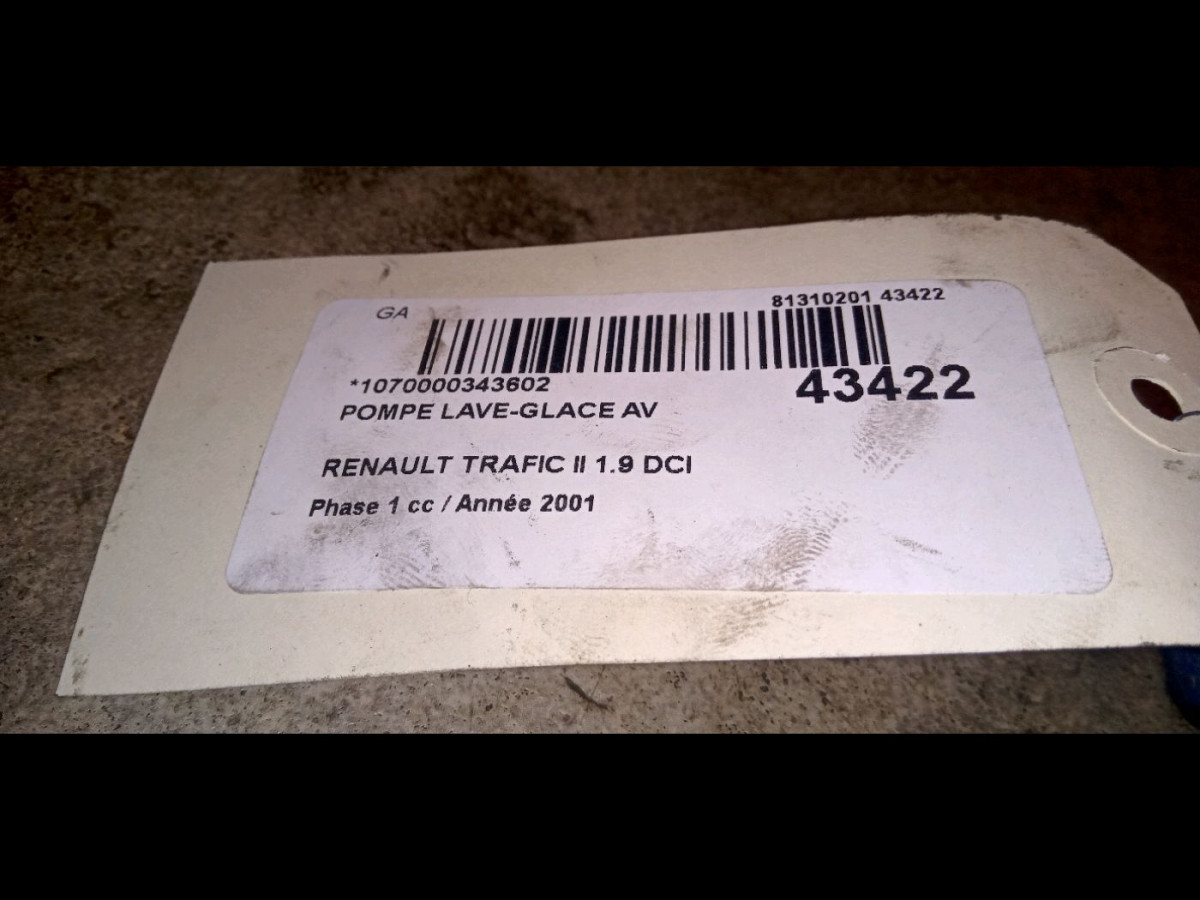 GA
81310201 43422
*1070000343602
43422
POMPE LAVE-GLACE AV
RENAULT TRAFIC II 1.9 DCI
Phase 1 cc / Année 2001